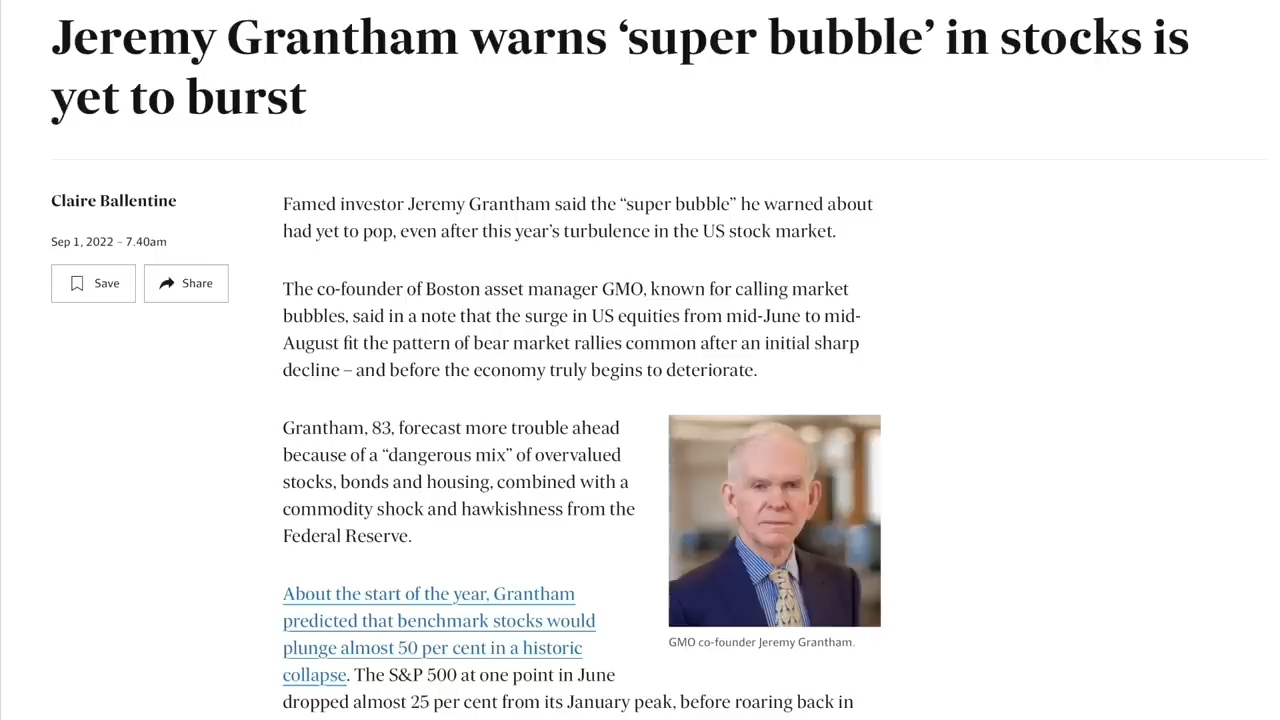 Jeremy Grantham warns ‘super bubble’ in stocks is
yet to burst
Claire Ballentine
Sep 1, 2022 – 7.40am
Save
Share
Famed investor Jeremy Grantham said the “super bubble” he warned about
had yet to pop, even after this year’s turbulence in the US stock market.
The co-founder of Boston asset manager GMO, known for calling market
bubbles, said in a note that the surge in US equities from mid-June to mid-
August fit the pattern of bear market rallies common after an initial sharp
decline – and before the economy truly begins to deteriorate.
Grantham, 83, forecast more trouble ahead
because of a “dangerous mix” of overvalued
stocks, bonds and housing, combined with a
commodity shock and hawkishness from the
Federal Reserve.
GMO co-founder Jeremy Grantham.
About the start of the year, Grantham
predicted that benchmark stocks would
plunge almost 50 per cent in a historic
collapse. The S&P 500 at one point in June
dropped almost 25 per cent from its January peak, before roaring back in